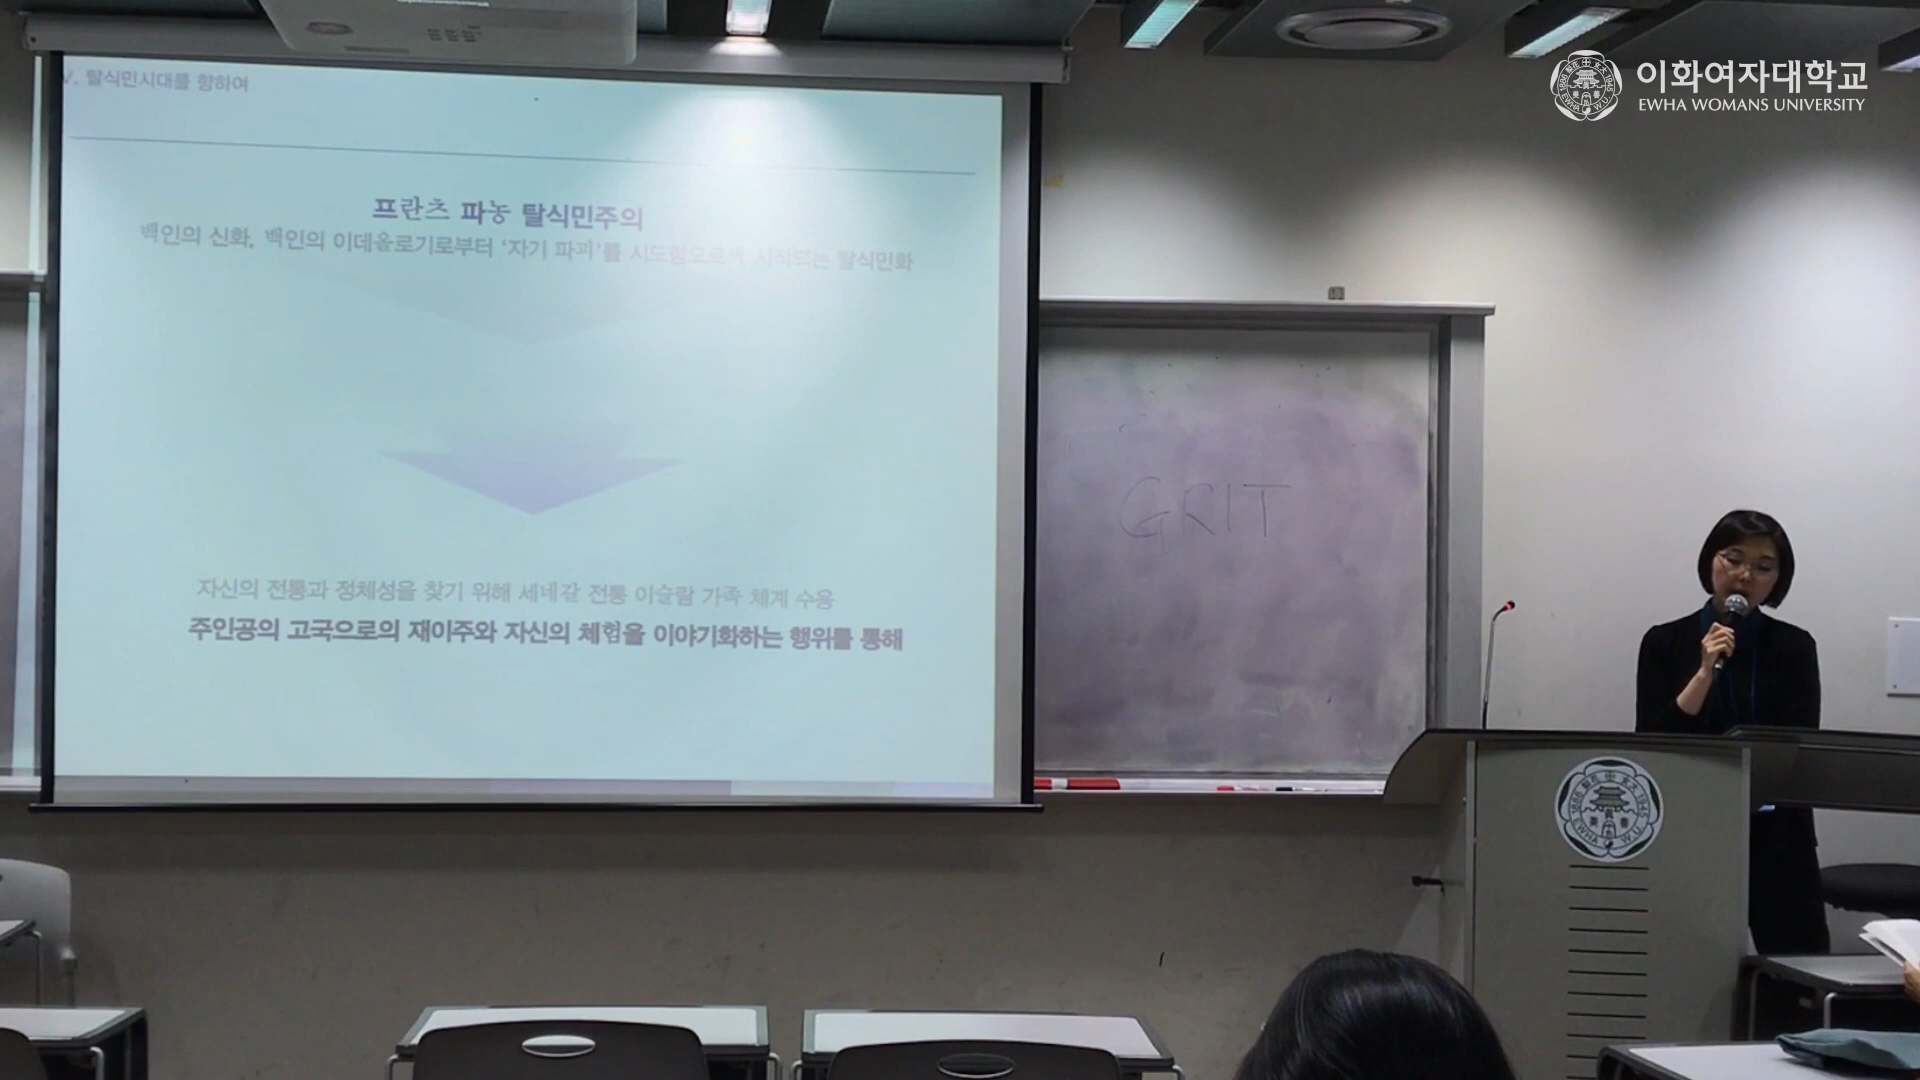 이화여자대학교
EWHA WOMANS UNIVERSITY
V. 탈식민시대를 향하여
프란츠 파농 탈식민주의
백인의 신화, 백인의 이데올로기로부터 ‘자기 파괴’를 시도함으로써 시작되는 탈식민화
자신의 전통과 정체성을 찾기 위해 세네갈 전통 이슬람 가족 체계 수용
주인공의 고국으로의 재이주와 자신의 체험을 이야기화하는 행위를 통해
GRIT
1886
1945
EWHA W.U.